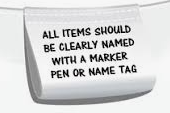 ALL ITEMS SHOULD
BE CLEARLY NAMED
WITH A MARKER
PEN OR NAME TAG